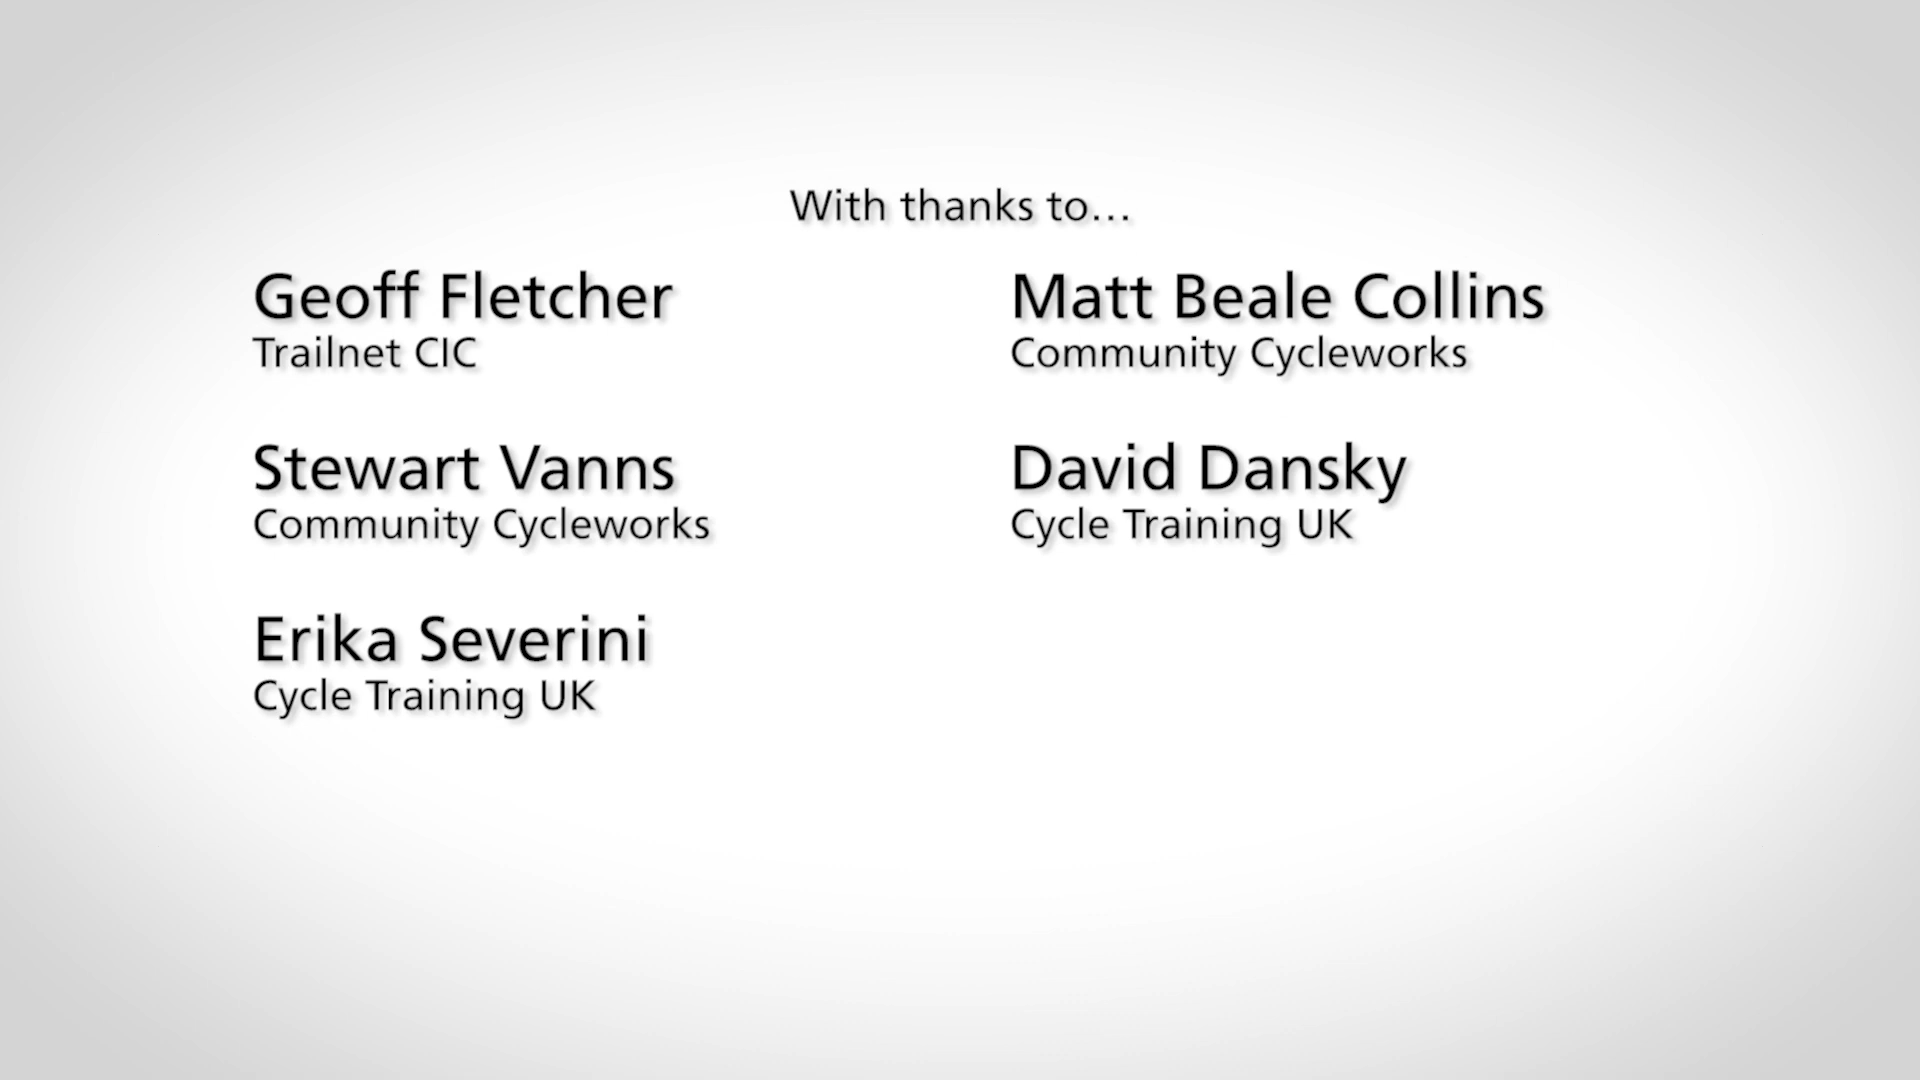 With thanks to…
Geoff Fletcher
Trailnet CIC
Matt Beale Collins
Community Cycleworks
Stewart Vanns
Community Cycleworks
David Dansky
Cycle Training UK
Erika Severini
Cycle Training UK